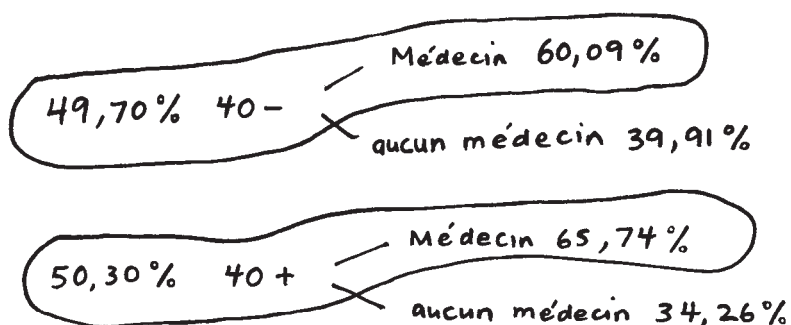 Médecin 60,09%
49,70% 40-
aucun médecin 39,91%
Médecin 65,74%
50,30% 40+
aucun médecin 34,26%